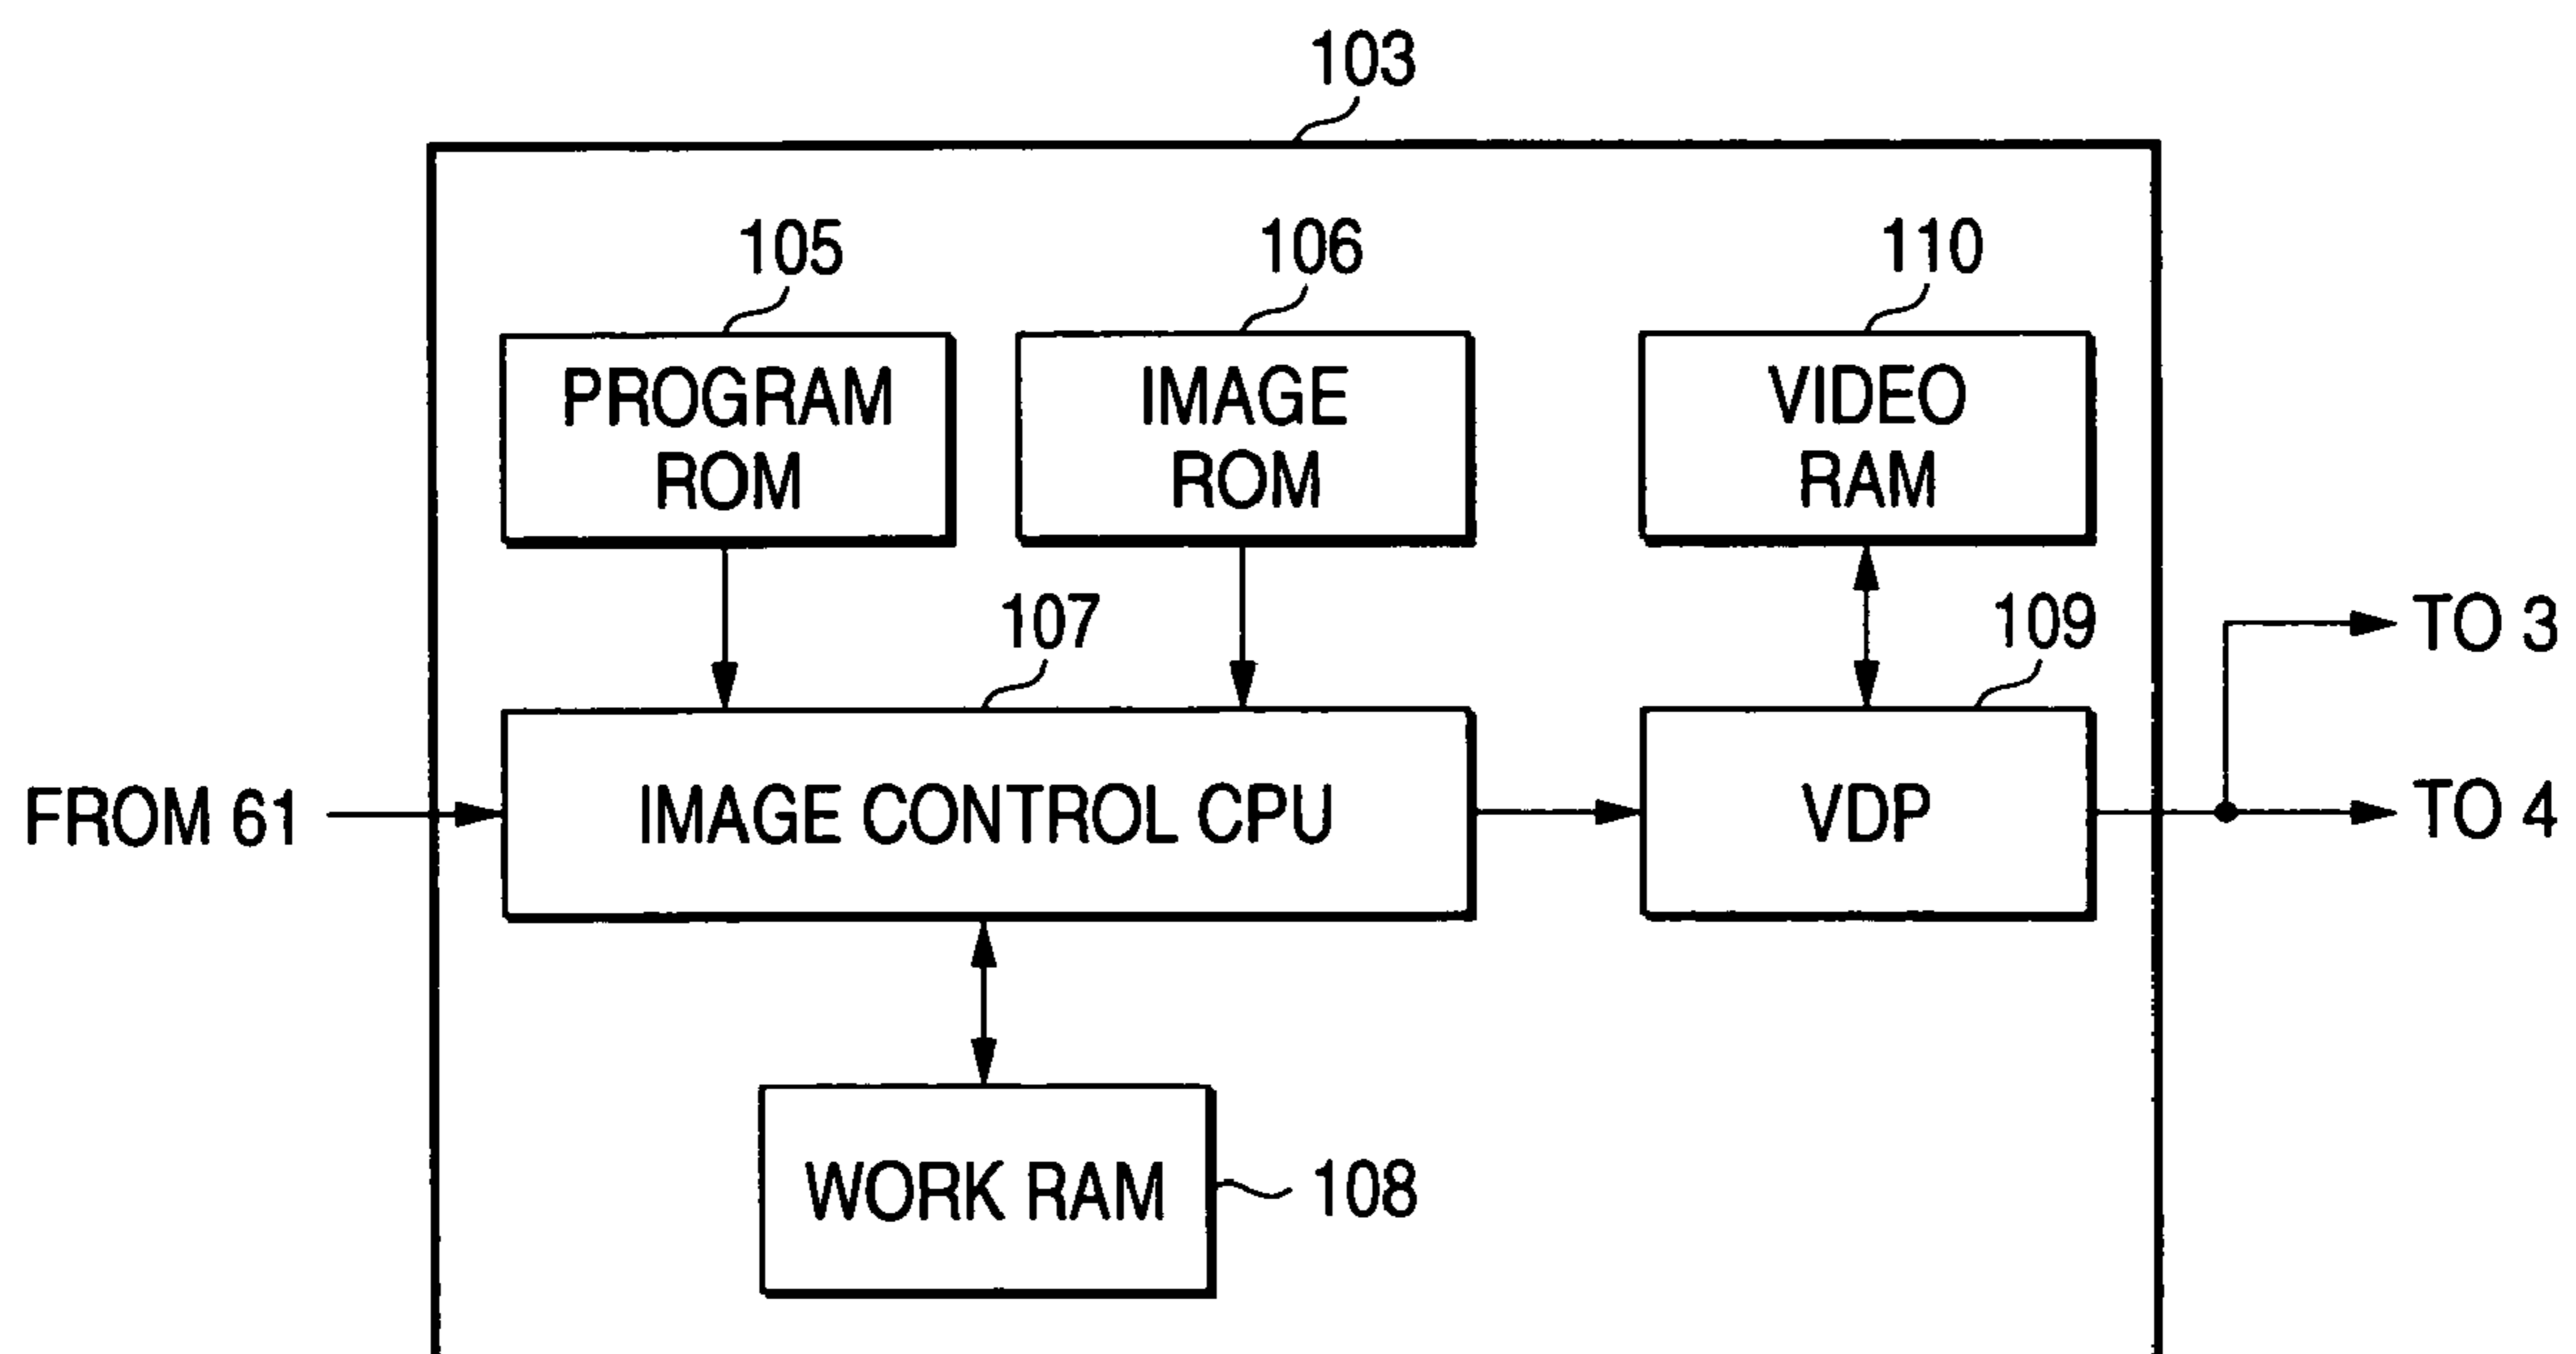 103
105
106
110
PROGRAM
ROM
IMAGE
ROM
VIDEO
RAM
107
109
TO 3
FROM 61
IMAGE CONTROL CPU
VDP
TO 4
WORK RAM
108